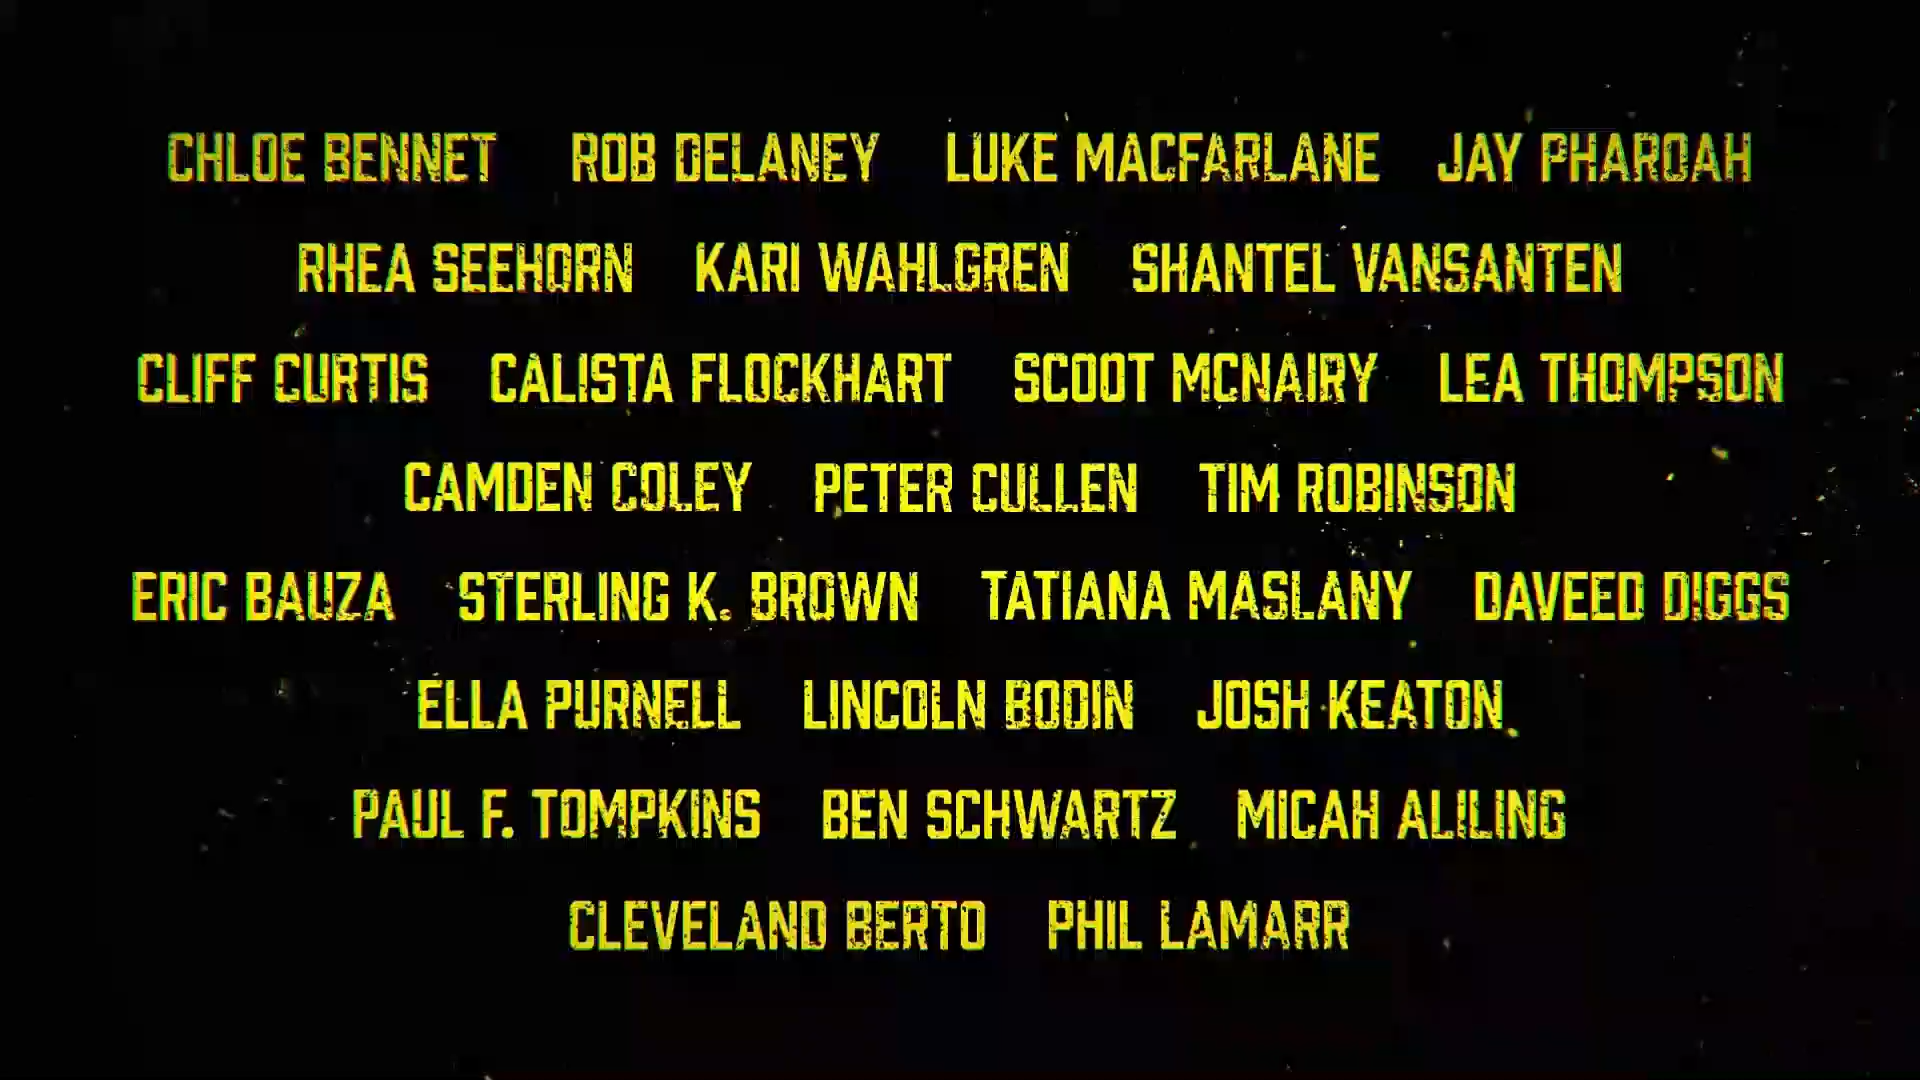 CHLOE BENNET ROB DELANEY LUKE MACFARLANE JAY PHAROAH
RHEA SEEHORN KARI WAHLGREN SHANTEL VANSANTEN
CLIFF CURTIS CALISTA FLOCKHART SCOOT MCNAIRY LEA THOMPSON
CAMDEN COLEY PETER CULLEN TIM ROBINSON
ERIC BAUZA STERLING K. BROWN TATIANA MASLANY DAVEED DIGGS
ELLA PURNELL LINCOLN BODIN JOSH KEATON
PAUL F. TOMPKINS BEN SCHWARTZ MICAH ALILING
CLEVELAND BERTO PHIL LAMARR